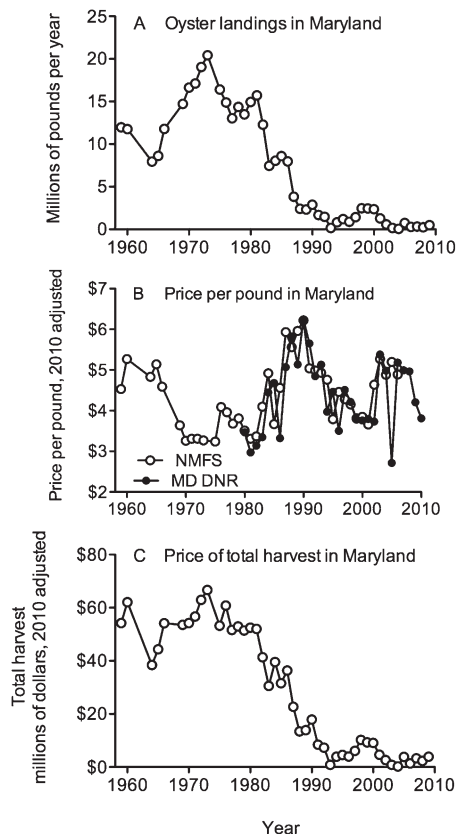 A Oyster landings in Maryland
Millions of pounds per year
25
20
15
10
5
0
1960 1970 1980 1990 2000 2010
B Price per pound in Maryland
Price per pound, 2010 adjusted
$7
$6
$5
$4
$3
$2
NMFS
MD DNR
1960 1970 1980 1990 2000 2010
C Price of total harvest in Maryland
Total harvest
millions of dollars, 2010 adjusted
$80
$60
$40
$20
$0
1960 1970 1980 1990 2000 2010
Year